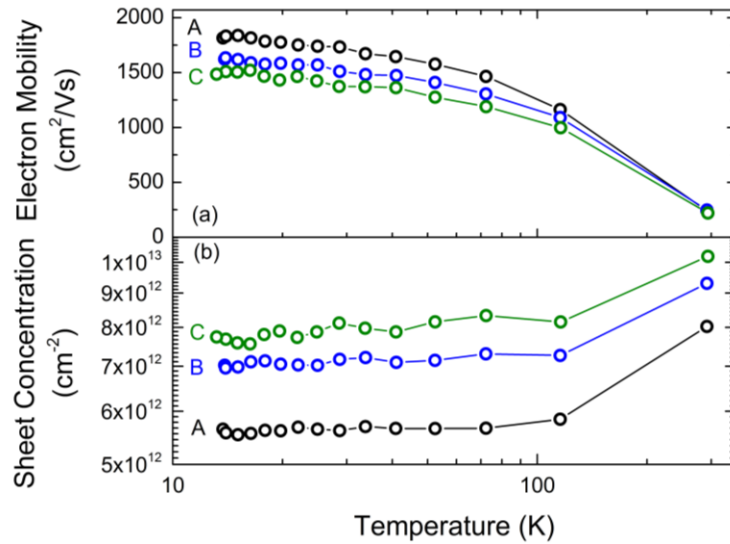 Electron Mobility
(cm²/Vs)
2000
1500
1000
500
0
A
B
C
(a)
Sheet Concentration
(cm⁻²)
1x10¹³
9x10¹²
8x10¹²
7x10¹²
6x10¹²
5x10¹²
(b)
C
B
A
10
100
Temperature (K)